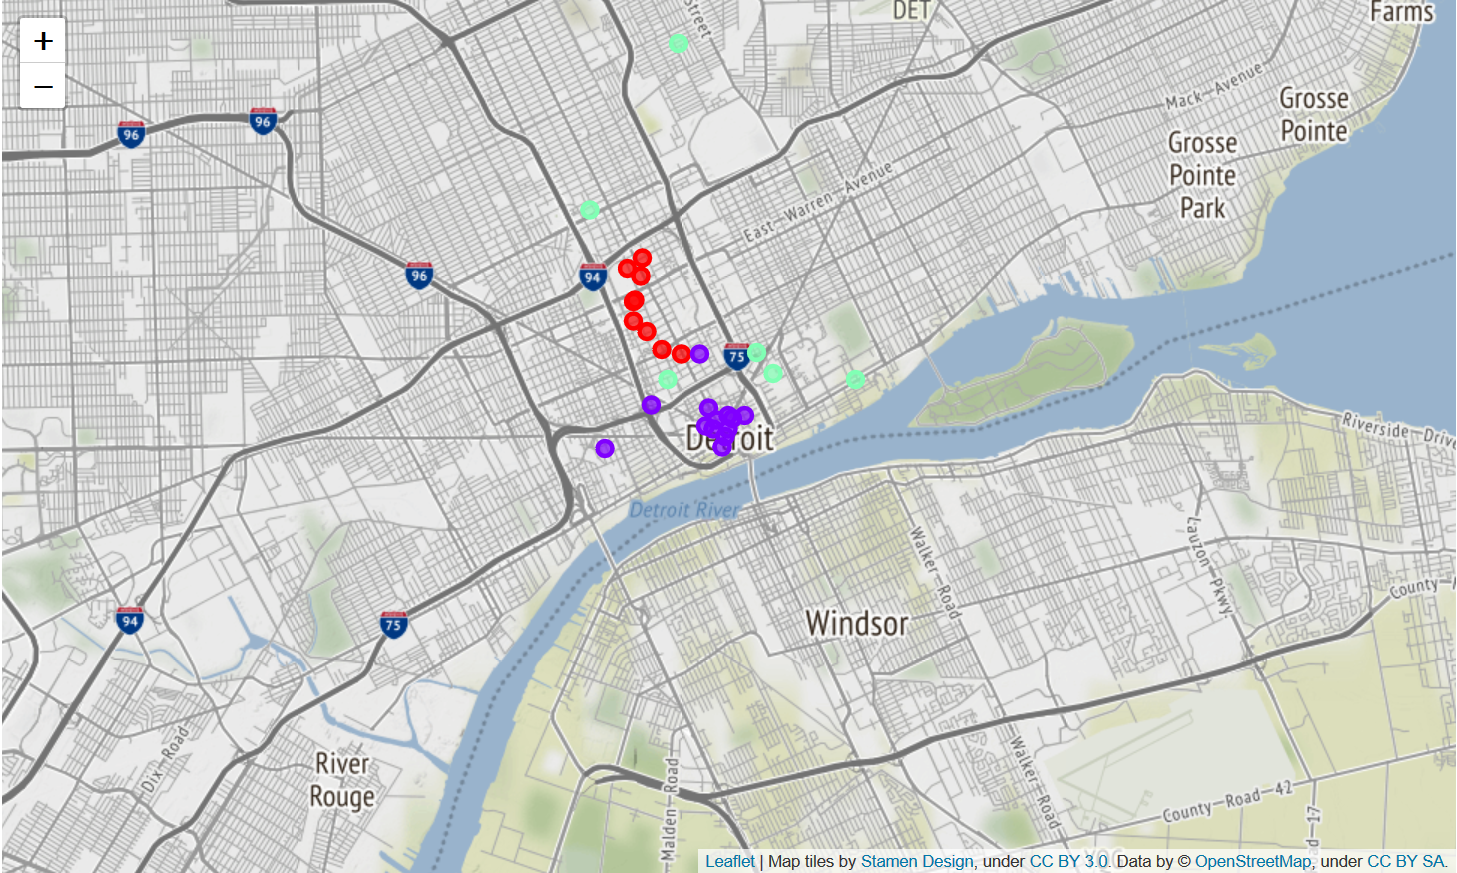 +
−
Street
DET
Farms
Mack Avenue
Grosse
Pointe
Grosse
Pointe
Park
96
96
East Warren Avenue
96
94
75
Detroit
Riverside Drive
Detroit River
Walker Road
Lauzon Pkwy.
County
94
75
Windsor
Dix Road
River
Rouge
Malden Road
Walker Road
County Road 42
Leaflet | Map tiles by Stamen Design, under CC BY 3.0. Data by © OpenStreetMap, under CC BY SA.